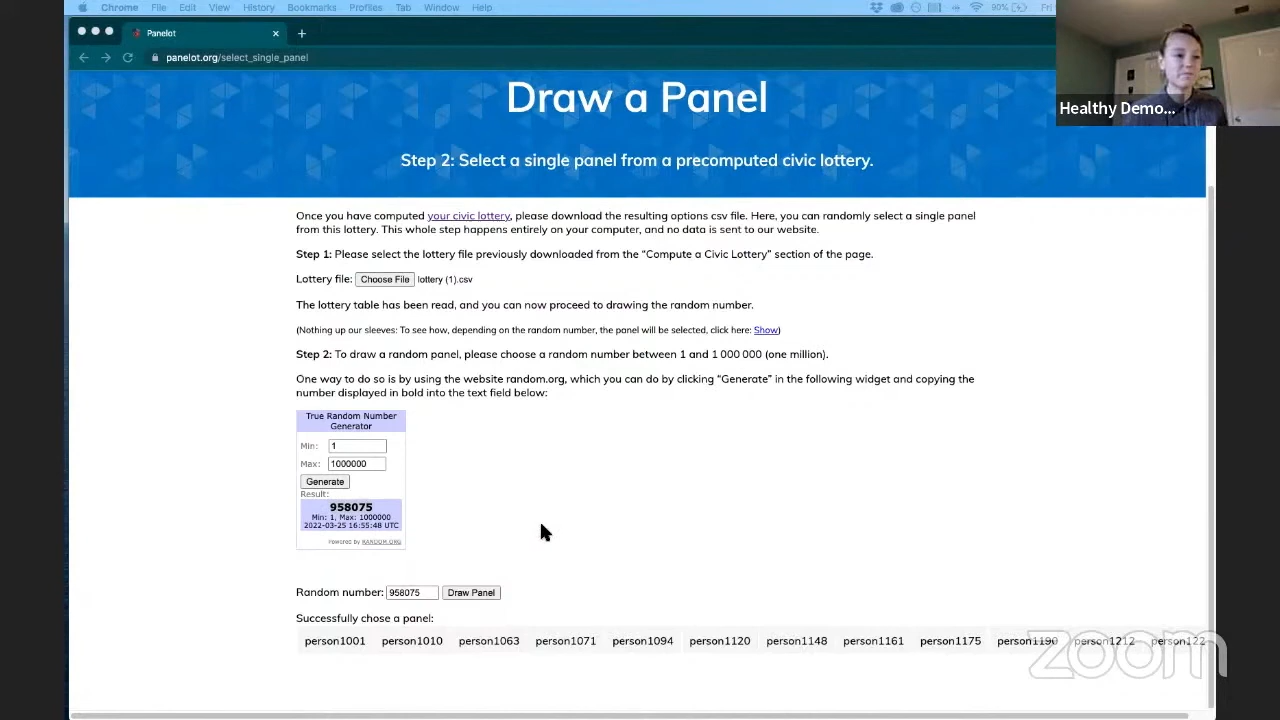 Chrome File Edit View History Bookmarks Profiles Tab Window Help 90% Fri
Panelot
panelot.org/select_single_panel
Draw a Panel
Healthy Demo...
Step 2: Select a single panel from a precomputed civic lottery.
Once you have computed your civic lottery, please download the resulting options csv file. Here, you can randomly select a single panel
from this lottery. This whole step happens entirely on your computer, and no data is sent to our website.
Step 1: Please select the lottery file previously downloaded from the “Compute a Civic Lottery” section of the page.
Lottery file: Choose File lottery (1).csv
The lottery table has been read, and you can now proceed to drawing the random number.
(Nothing up our sleeves: To see how, depending on the random number, the panel will be selected, click here: Show)
Step 2: To draw a random panel, please choose a random number between 1 and 1 000 000 (one million).
One way to do so is by using the website random.org, which you can do by clicking “Generate” in the following widget and copying the
number displayed in bold into the text field below:
True Random Number
Generator
Min: 1
Max: 1000000
Generate
Result:
958075
Min: 1, Max: 1000000
2022-03-25 16:55:48 UTC
Powered by RANDOM.ORG
Random number: 958075 Draw Panel
Successfully chose a panel:
person1001 person1010 person1063 person1071 person1094 person1120 person1148 person1161 person1175 person1190 person1212 person122
zoom